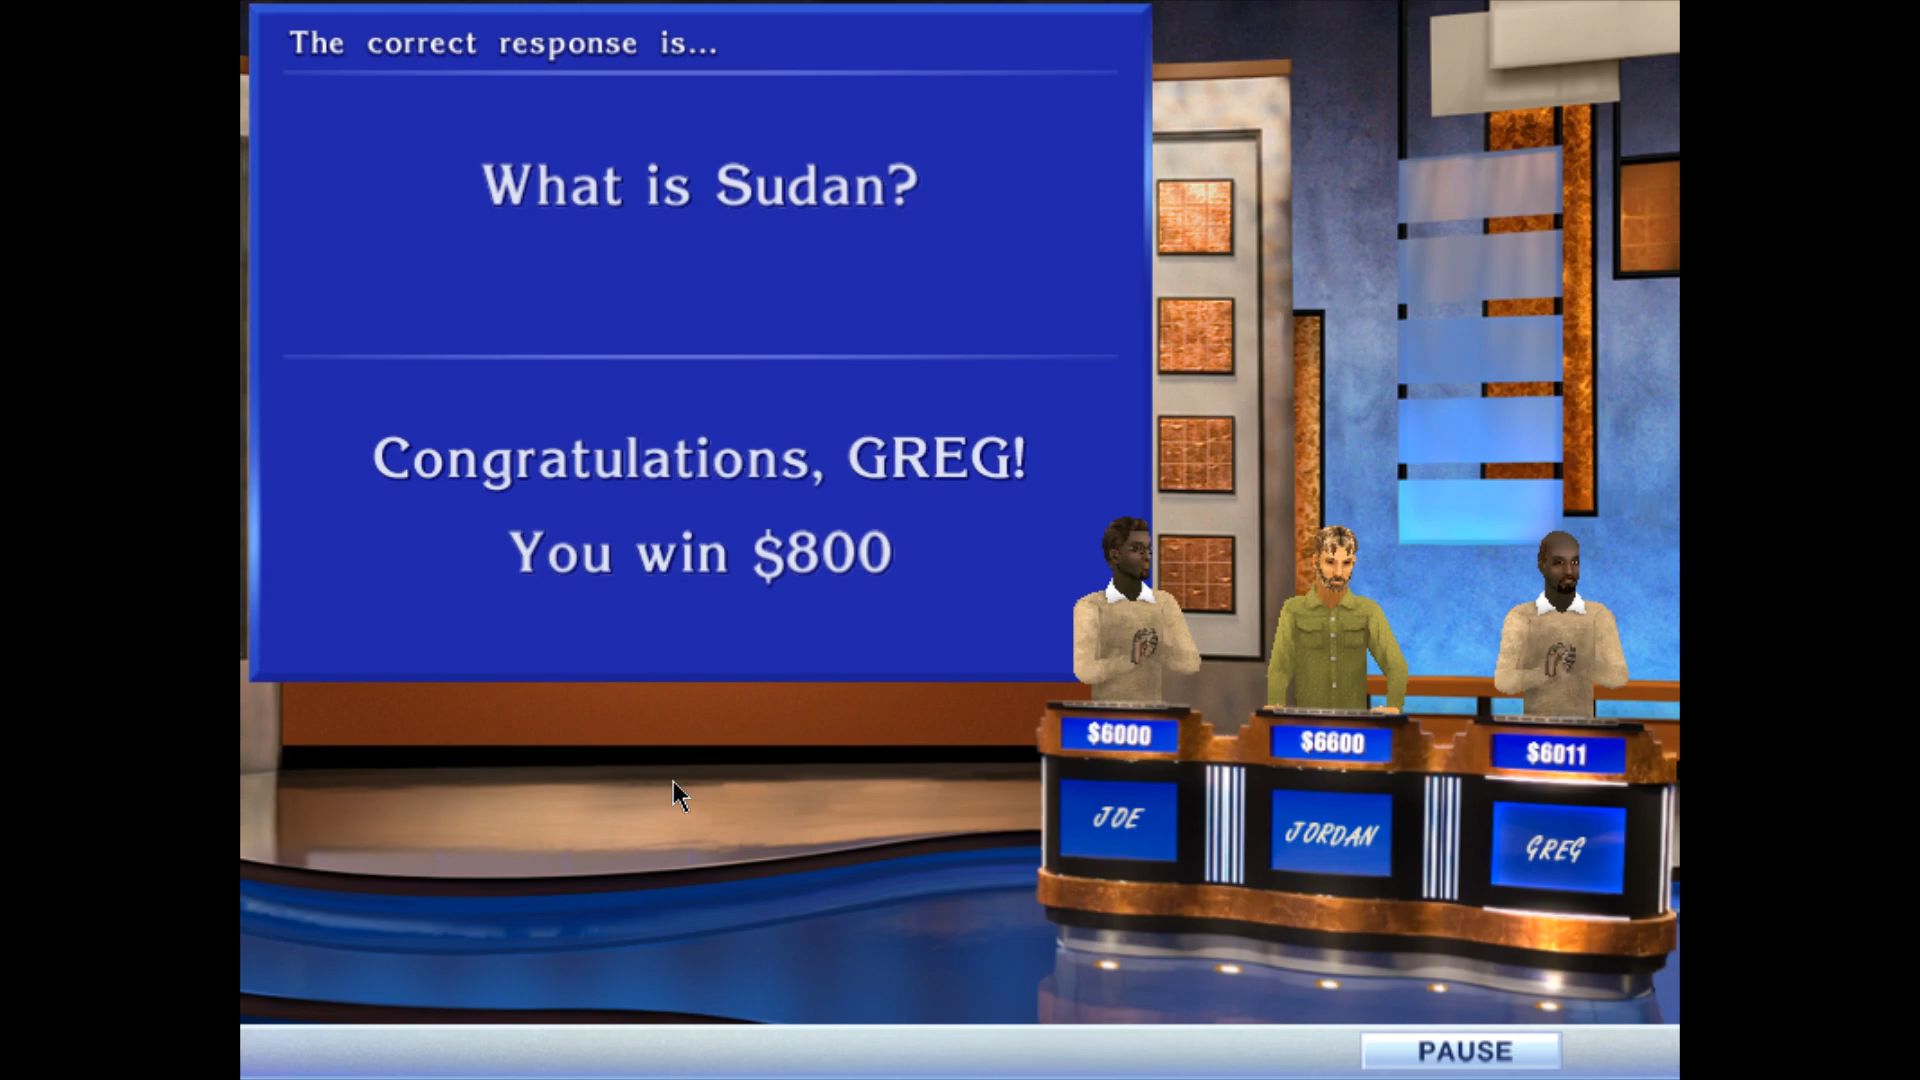 The correct response is...
What is Sudan?
Congratulations, GREG!
You win $800
$6000
$6600
$6011
JOE
JORDAN
GREG
PAUSE